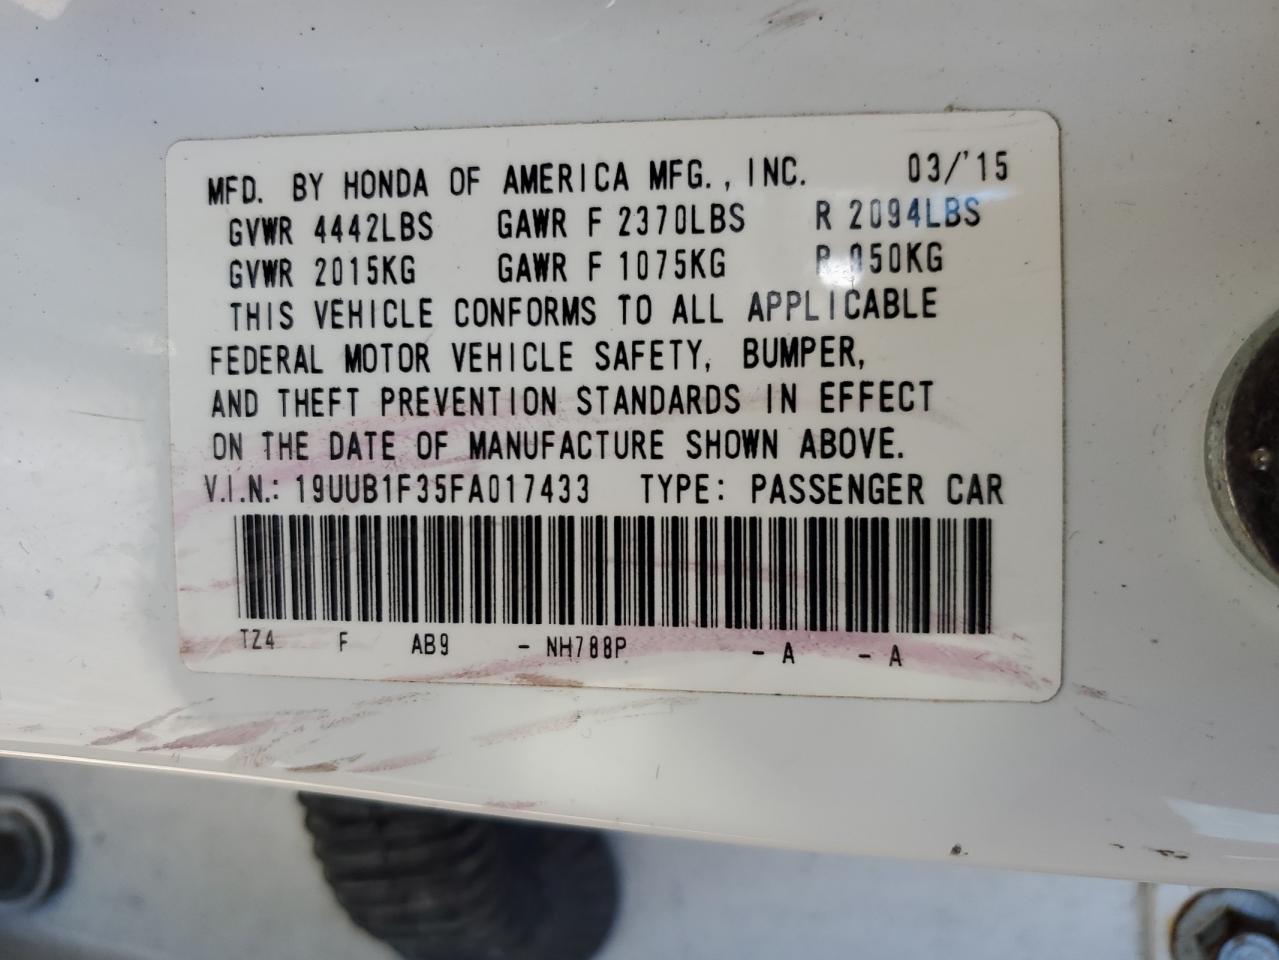 MFD. BY HONDA OF AMERICA MFG., INC. 03/'15
GVWR 4442LBS GAWR F 2370LBS R 2094LBS
GVWR 2015KG GAWR F 1075KG R 050KG
THIS VEHICLE CONFORMS TO ALL APPLICABLE
FEDERAL MOTOR VEHICLE SAFETY, BUMPER,
AND THEFT PREVENTION STANDARDS IN EFFECT
ON THE DATE OF MANUFACTURE SHOWN ABOVE.
V.I.N.: 19UUB1F35FA017433 TYPE: PASSENGER CAR
TZ4 F AB9 - NH788P - A - A